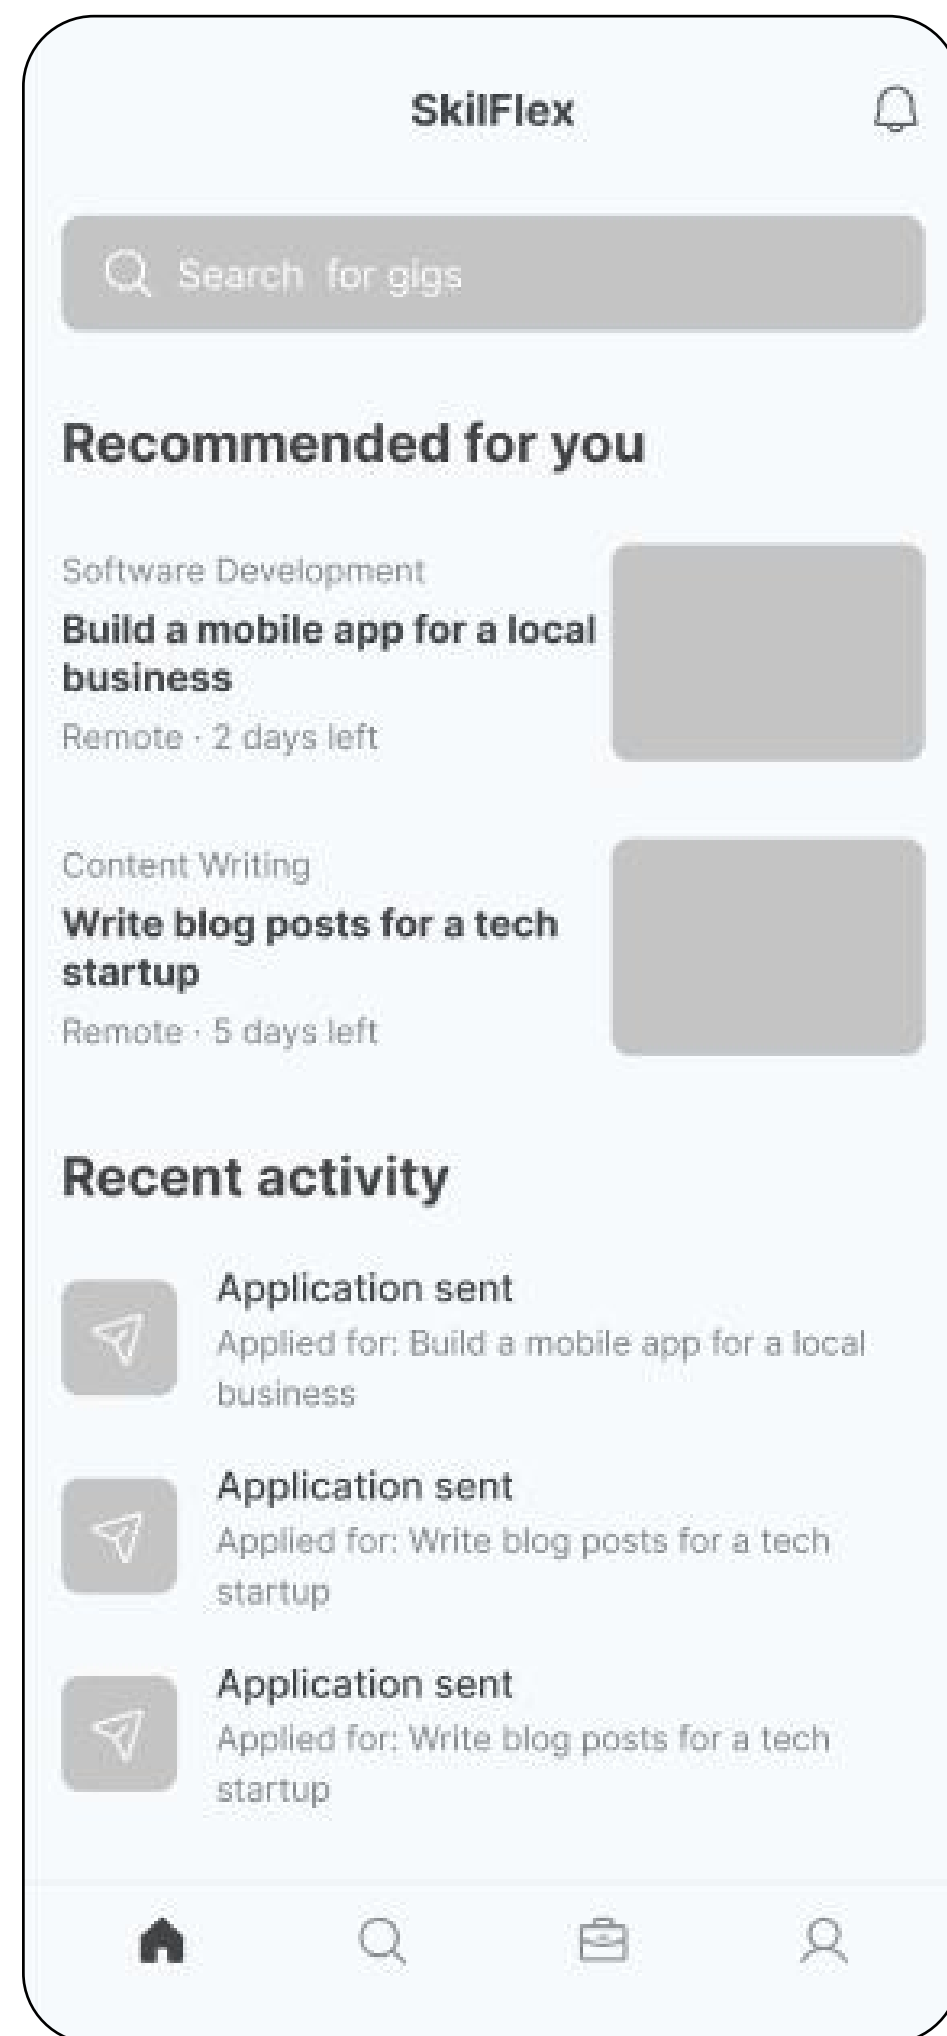 SkilFlex
Search for gigs
Recommended for you
Software Development
Build a mobile app for a local
business
Remote · 2 days left
Content Writing
Write blog posts for a tech
startup
Remote · 5 days left
Recent activity
Application sent
Applied for: Build a mobile app for a local
business
Application sent
Applied for: Write blog posts for a tech
startup
Application sent
Applied for: Write blog posts for a tech
startup